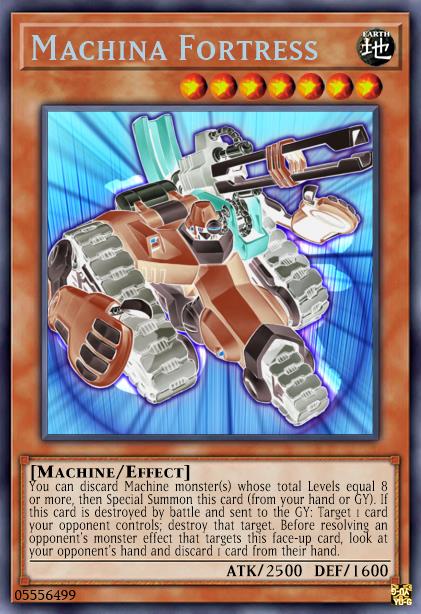 MACHINA FORTRESS
EARTH
地
[MACHINE/EFFECT]
You can discard Machine monster(s) whose total Levels equal 8
or more, then Special Summon this card (from your hand or GY). If
this card is destroyed by battle and sent to the GY: Target 1 card
your opponent controls; destroy that target. Before resolving an
opponent's monster effect that targets this face-up card, look at
your opponent's hand and discard 1 card from their hand.
ATK/2500 DEF/1600
05556499